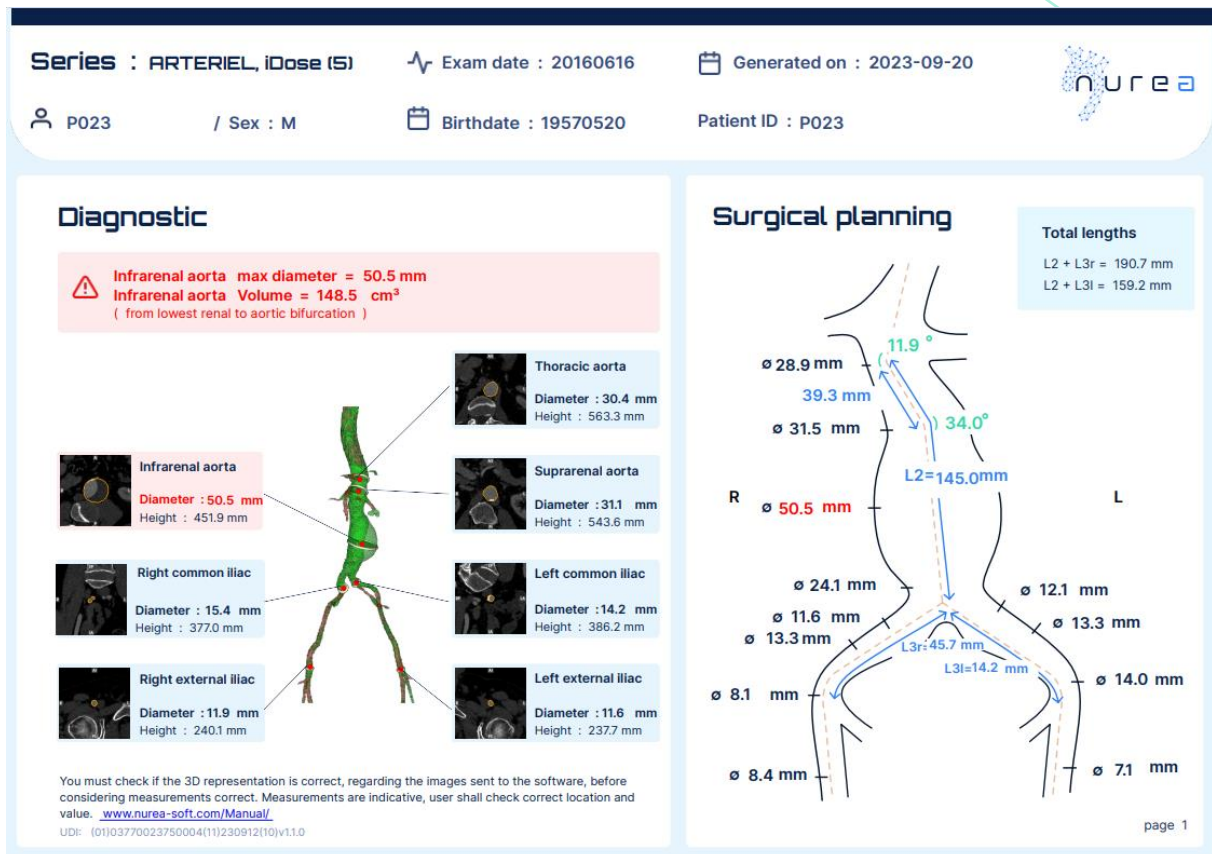 Series : ARTERIEL, iDose (5)
Exam date : 20160616
Generated on : 2023-09-20
nurea
P023 / Sex : M
Birthdate : 19570520
Patient ID : P023
Diagnostic
Infrarenal aorta max diameter = 50.5 mm
Infrarenal aorta Volume = 148.5 cm³
( from lowest renal to aortic bifurcation )
Thoracic aorta
Diameter : 30.4 mm
Height : 563.3 mm
Infrarenal aorta
Diameter : 50.5 mm
Height : 451.9 mm
Suprarenal aorta
Diameter : 31.1 mm
Height : 543.6 mm
Right common iliac
Diameter : 15.4 mm
Height : 377.0 mm
Left common iliac
Diameter : 14.2 mm
Height : 386.2 mm
Right external iliac
Diameter : 11.9 mm
Height : 240.1 mm
Left external iliac
Diameter : 11.6 mm
Height : 237.7 mm
You must check if the 3D representation is correct, regarding the images sent to the software, before
considering measurements correct. Measurements are indicative, user shall check correct location and
value. www.nurea-soft.com/Manual/
UDI: (01)03770023750004(11)230912(10)v1.1.0
Surgical planning
Total lengths
L2 + L3r = 190.7 mm
L2 + L3l = 159.2 mm
11.9 °
ø 28.9 mm
39.3 mm
ø 31.5 mm
34.0°
L2=145.0mm
R
L
ø 50.5 mm
ø 24.1 mm
ø 12.1 mm
ø 11.6 mm
ø 13.3 mm
ø 13.3 mm
L3r=45.7 mm
L3l=14.2 mm
ø 14.0 mm
ø 8.1 mm
ø 8.4 mm
ø 7.1 mm
page 1